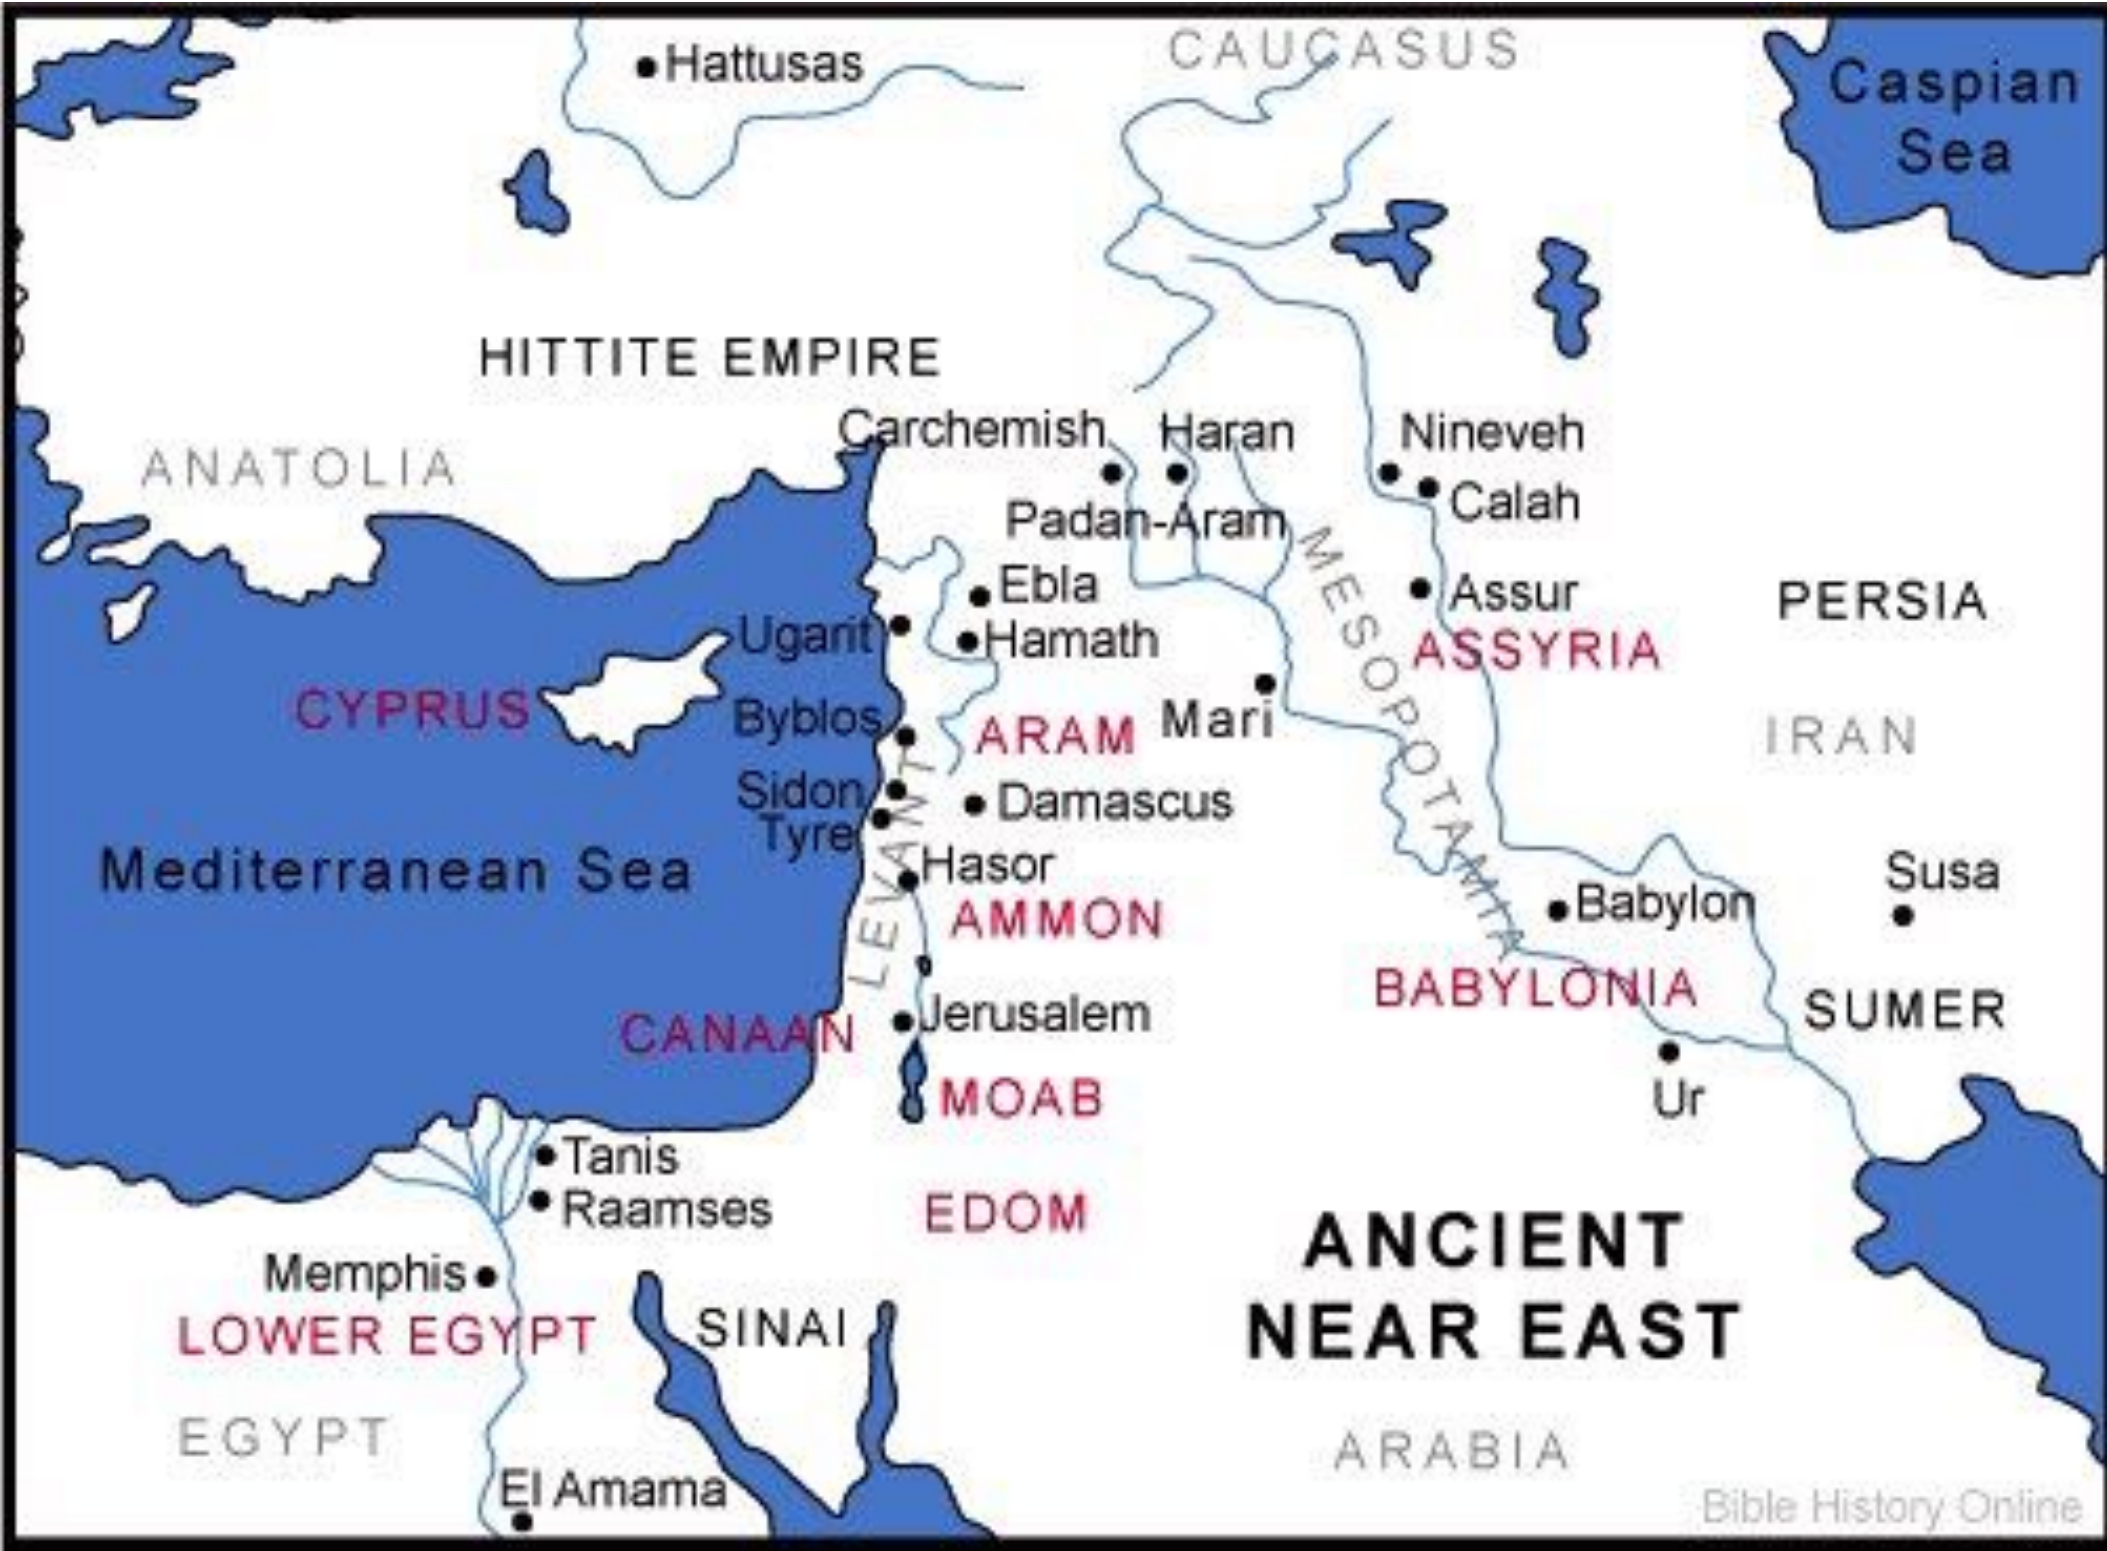 Hattusas
CAUCASUS
Caspian
Sea
HITTITE EMPIRE
ANATOLIA
Carchemish
Haran
Nineveh
Calah
Padan-Aram
MESOPOTAMIA
Ebla
Assur
PERSIA
Ugarit
Hamath
ASSYRIA
CYPRUS
Byblos
ARAM
Mari
IRAN
Sidon
Damascus
Tyre
LEVANT
Mediterranean Sea
Hasor
Susa
AMMON
Babylon
BABYLONIA
SUMER
CANAAN
Jerusalem
MOAB
Ur
Tanis
Raamses
EDOM
ANCIENT
NEAR EAST
Memphis
LOWER EGYPT
SINAI
EGYPT
ARABIA
El Amama
Bible History Online